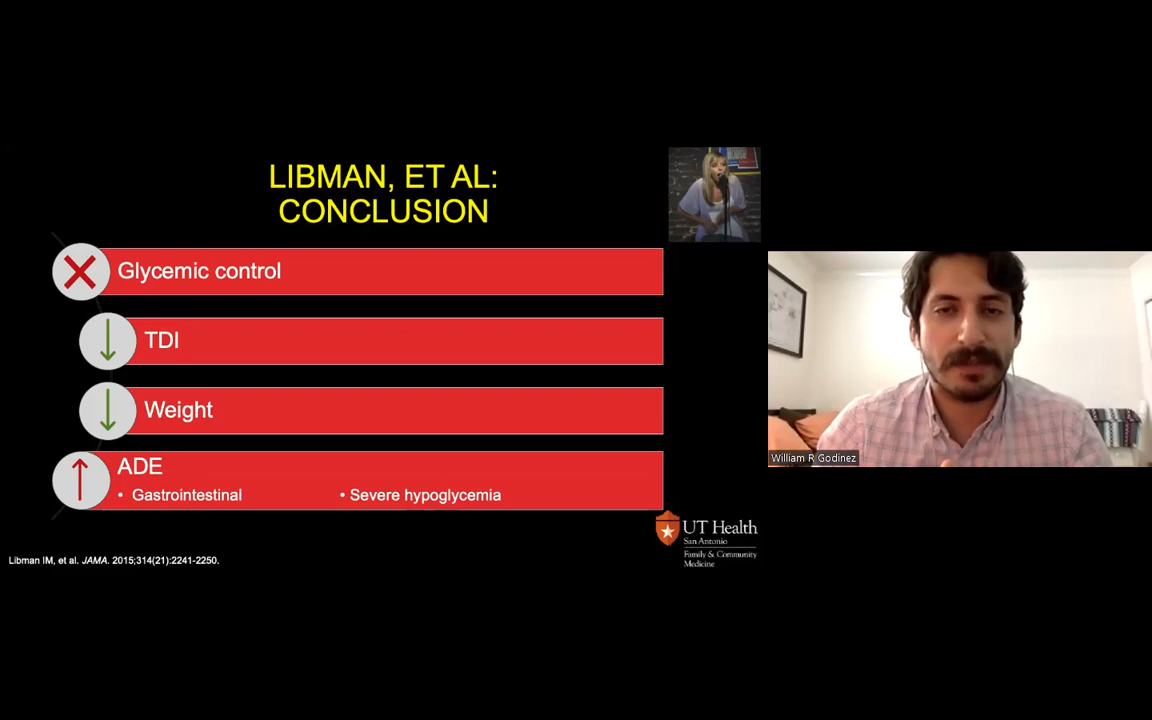 LIBMAN, ET AL:
CONCLUSION
Glycemic control
TDI
Weight
ADE
• Gastrointestinal
• Severe hypoglycemia
William R Godinez
UT Health
San Antonio
Family & Community
Medicine
Libman IM, et al. JAMA. 2015;314(21):2241-2250.